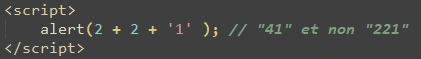 <script>
    alert(2 + 2 + '1' ); // "41" et non "221"
</script>